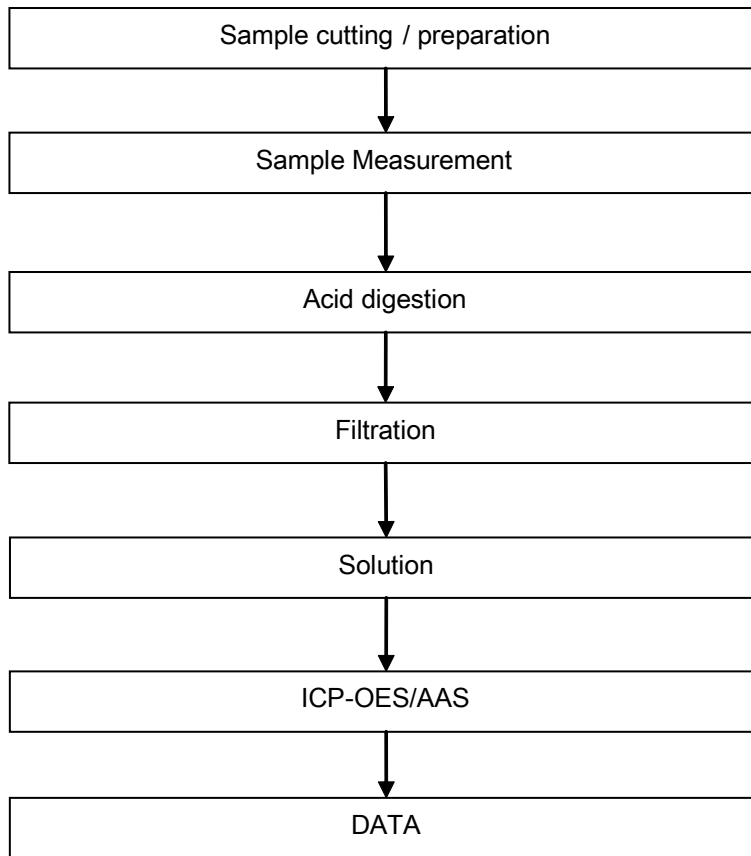 Sample cutting / preparation
Sample Measurement
Acid digestion
Filtration
Solution
ICP-OES/AAS
DATA